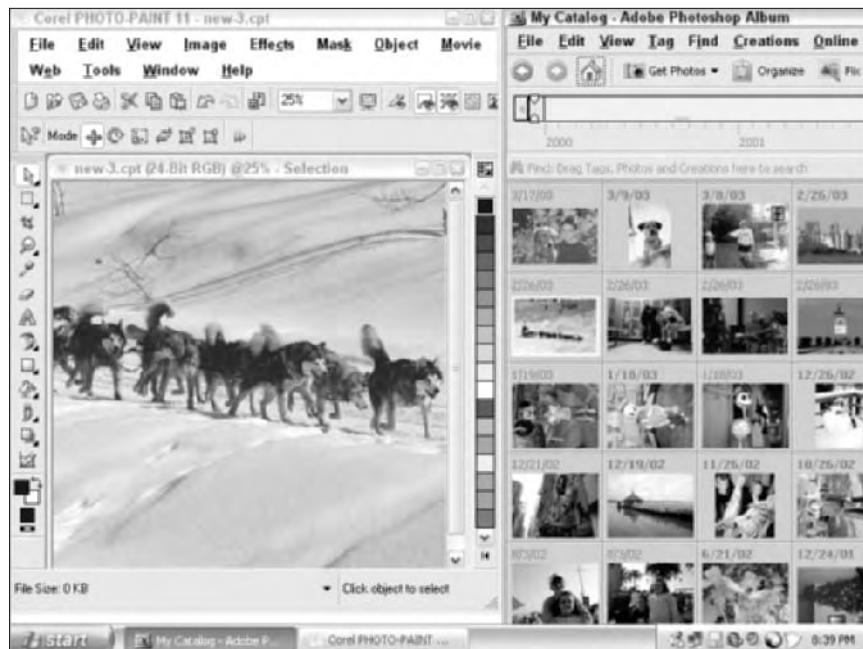 Corel PHOTO-PAINT 11 - new-3.cpt
File Edit View Image Effects Mask Object Movie
Web Tools Window Help
25%
Mode
new-3.cpt (24-Bit RGB) @25% - Selection
File Size: 0 KB
Click object to select
My Catalog - Adobe Photoshop Album
File Edit View Tag Find Creations Online
Get Photos Organize Fix
2000 2001
Find: Drag Tags, Photos and Creations here to search
3/17/03 3/9/03 3/8/03 2/26/03
2/26/03 2/26/03 2/26/03 2/26/03
1/19/03 1/18/03 1/18/03 12/26/02
12/21/02 12/19/02 11/26/02 10/26/02
8/3/02 8/3/02 6/21/02 12/24/01
start My Catalog - Adobe P... Corel PHOTO-PAINT ... 8:39 PM